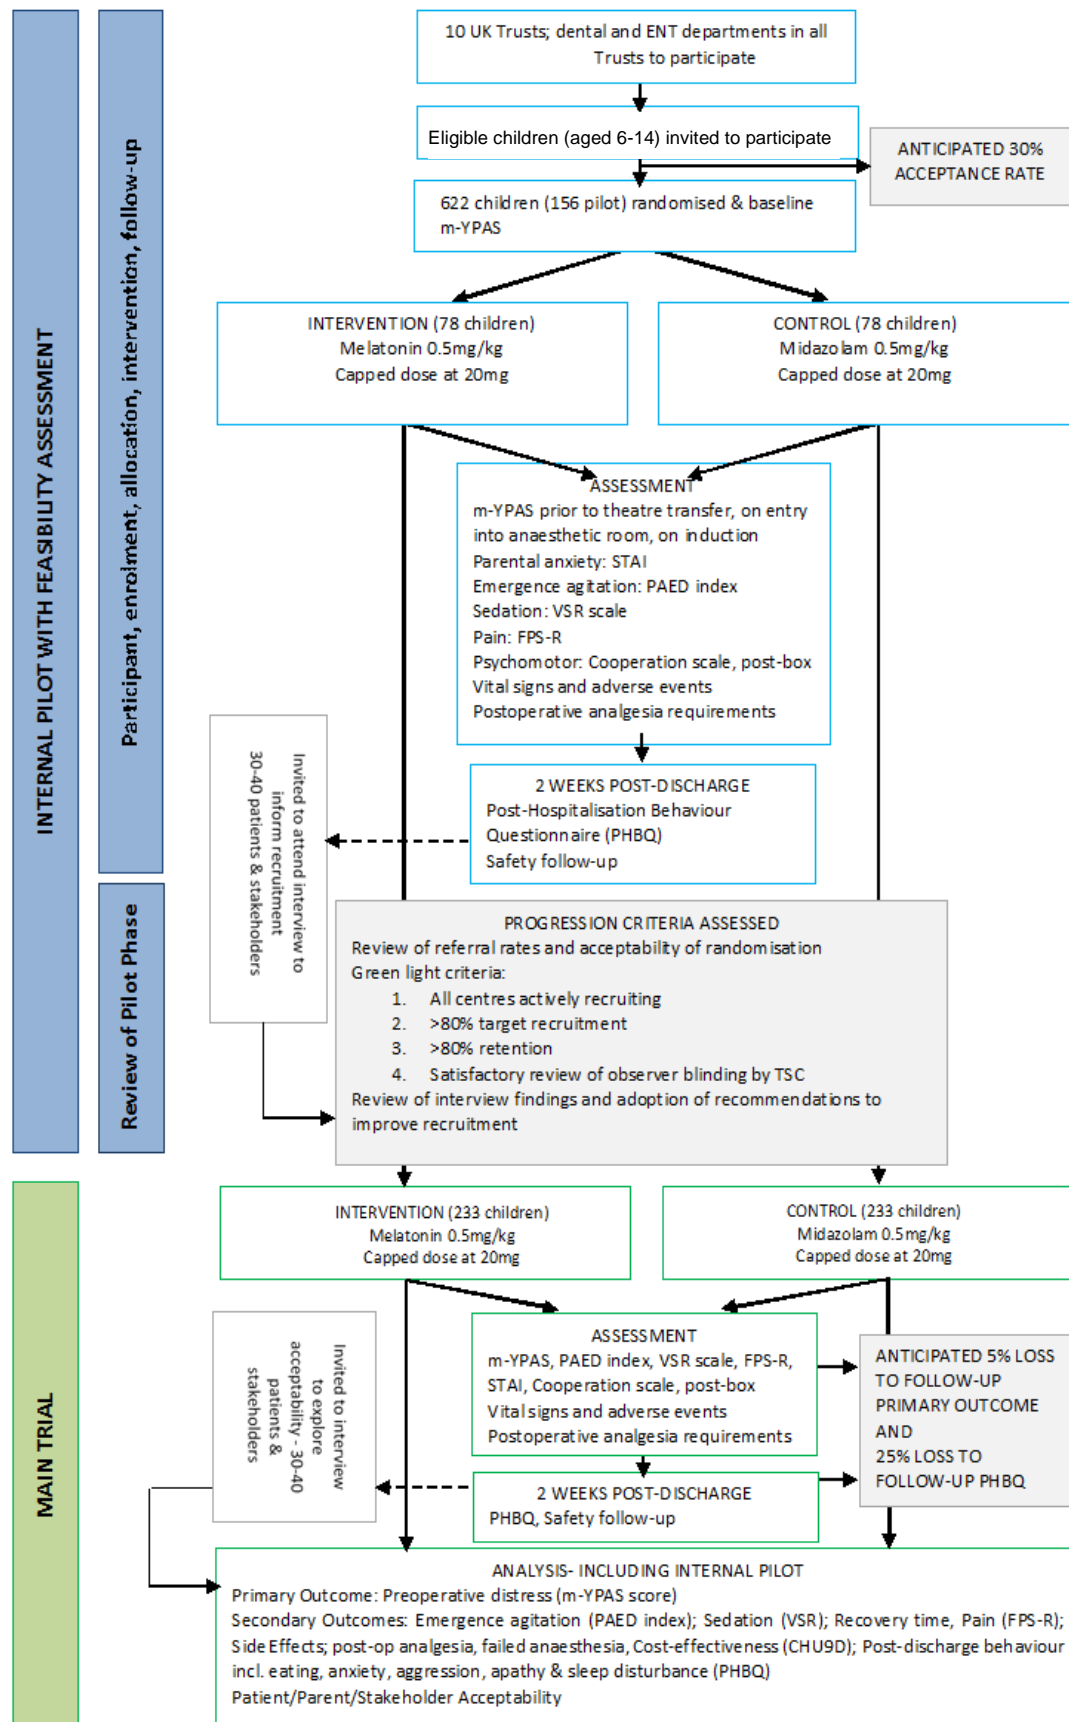 10 UK Trusts; dental and ENT departments in all
Trusts to participate
Eligible children (aged 6-14) invited to participate
ANTICIPATED 30%
ACCEPTANCE RATE
622 children (156 pilot) randomised & baseline
m-YPAS
INTERVENTION (78 children)
Melatonin 0.5mg/kg
Capped dose at 20mg
CONTROL (78 children)
Midazolam 0.5mg/kg
Capped dose at 20mg
INTERNAL PILOT WITH FEASIBILITY ASSESSMENT
Participant, enrolment, allocation, intervention, follow-up
ASSESSMENT
m-YPAS prior to theatre transfer, on entry
into anaesthetic room, on induction
Parental anxiety: STAI
Emergence agitation: PAED index
Sedation: VSR scale
Pain: FPS-R
Psychomotor: Cooperation scale, post-box
Vital signs and adverse events
Postoperative analgesia requirements
2 WEEKS POST-DISCHARGE
Post-Hospitalisation Behaviour
Questionnaire (PHBQ)
Safety follow-up
Invited to attend interview to
inform recruitment
30-40 patients & stakeholders
Review of Pilot Phase
PROGRESSION CRITERIA ASSESSED
Review of referral rates and acceptability of randomisation
Green light criteria:
1. All centres actively recruiting
2. >80% target recruitment
3. >80% retention
4. Satisfactory review of observer blinding by TSC
Review of interview findings and adoption of recommendations to
improve recruitment
MAIN TRIAL
INTERVENTION (233 children)
Melatonin 0.5mg/kg
Capped dose at 20mg
CONTROL (233 children)
Midazolam 0.5mg/kg
Capped dose at 20mg
ASSESSMENT
m-YPAS, PAED index, VSR scale, FPS-R,
STAI, Cooperation scale, post-box
Vital signs and adverse events
Postoperative analgesia requirements
ANTICIPATED 5% LOSS
TO FOLLOW-UP
PRIMARY OUTCOME
AND
25% LOSS TO
FOLLOW-UP PHBQ
Invited to interview
to explore
acceptability - 30-40
patients &
stakeholders
2 WEEKS POST-DISCHARGE
PHBQ, Safety follow-up
ANALYSIS- INCLUDING INTERNAL PILOT
Primary Outcome: Preoperative distress (m-YPAS score)
Secondary Outcomes: Emergence agitation (PAED index); Sedation (VSR); Recovery time, Pain (FPS-R);
Side Effects; post-op analgesia, failed anaesthesia, Cost-effectiveness (CHU9D); Post-discharge behaviour
incl. eating, anxiety, aggression, apathy & sleep disturbance (PHBQ)
Patient/Parent/Stakeholder Acceptability